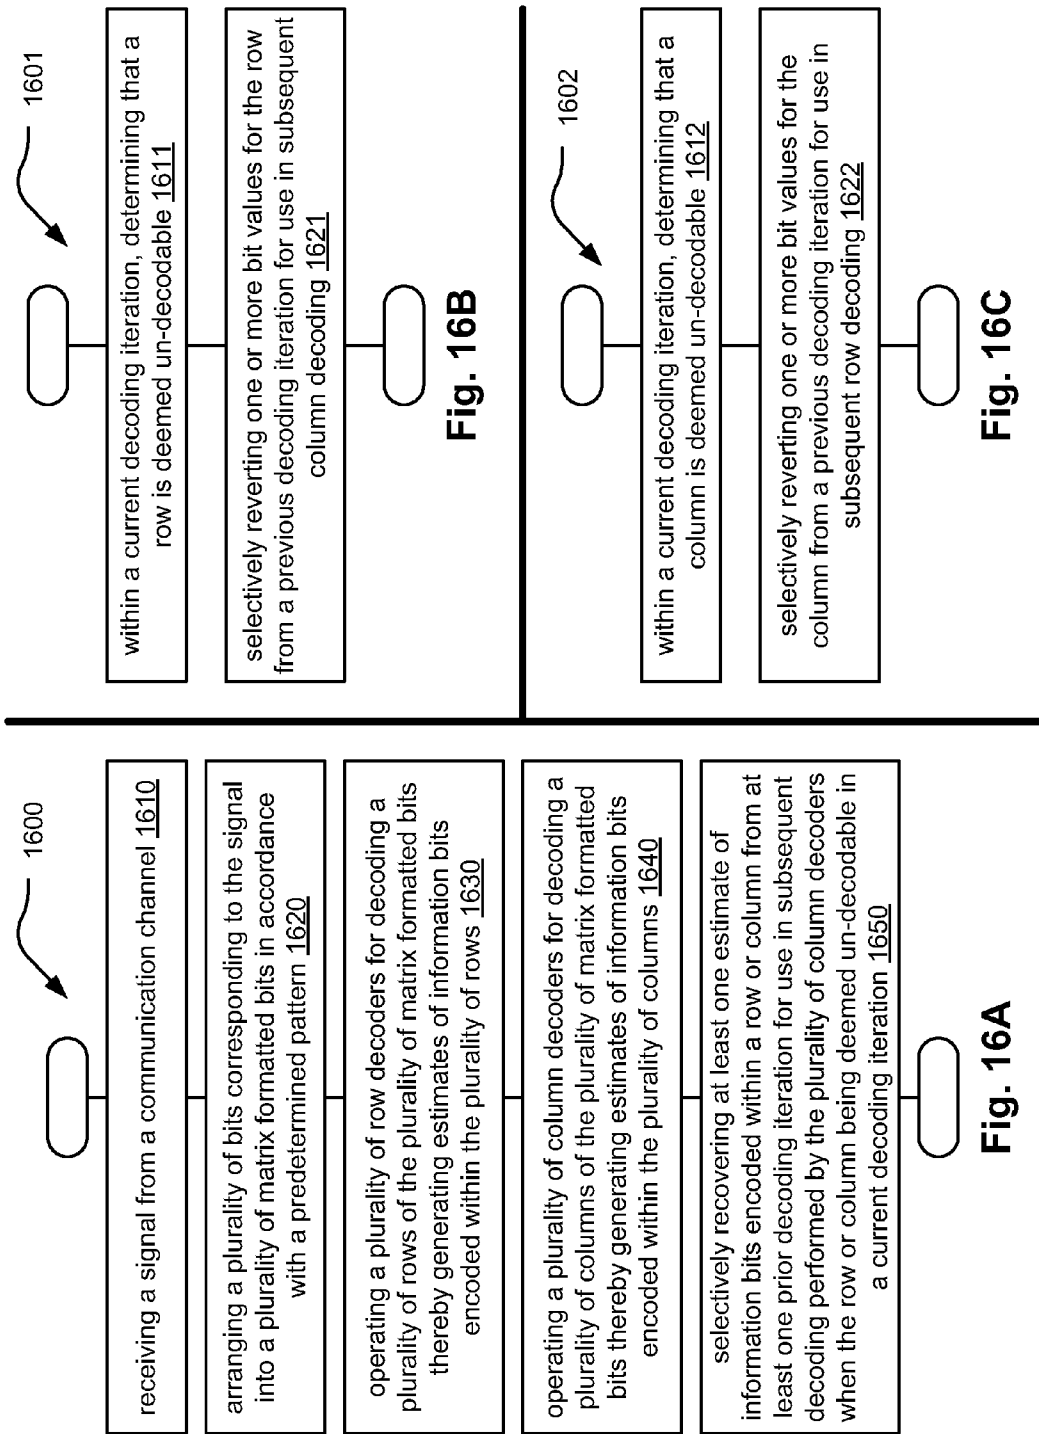 1600
receiving a signal from a communication channel 1610
arranging a plurality of bits corresponding to the signal
into a plurality of matrix formatted bits in accordance
with a predetermined pattern 1620
operating a plurality of row decoders for decoding a
plurality of rows of the plurality of matrix formatted bits
thereby generating estimates of information bits
encoded within the plurality of rows 1630
operating a plurality of column decoders for decoding a
plurality of columns of the plurality of matrix formatted
bits thereby generating estimates of information bits
encoded within the plurality of columns 1640
selectively recovering at least one estimate of
information bits encoded within a row or column from at
least one prior decoding iteration for use in subsequent
decoding performed by the plurality of column decoders
when the row or column being deemed un-decodable in
a current decoding iteration 1650
Fig. 16A
1601
within a current decoding iteration, determining that a
row is deemed un-decodable 1611
selectively reverting one or more bit values for the row
from a previous decoding iteration for use in subsequent
column decoding 1621
Fig. 16B
1602
within a current decoding iteration, determining that a
column is deemed un-decodable 1612
selectively reverting one or more bit values for the
column from a previous decoding iteration for use in
subsequent row decoding 1622
Fig. 16C